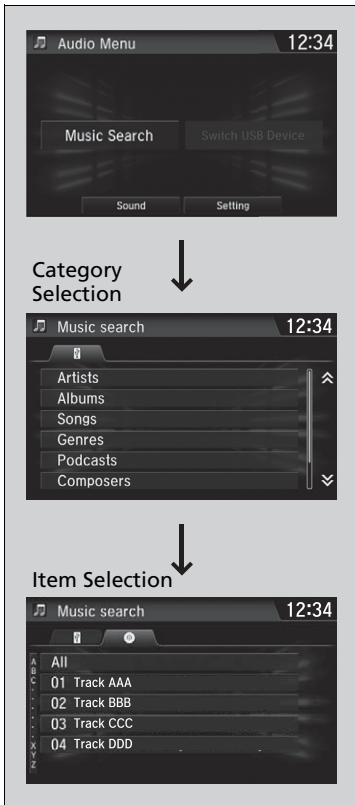 Audio Menu 12:34
Music Search Switch USB Device
Sound Setting
Category
Selection
Music search 12:34
Artists
Albums
Songs
Genres
Podcasts
Composers
Item Selection
Music search 12:34
All
01 Track AAA
02 Track BBB
03 Track CCC
04 Track DDD
A
B
C
X
Y
Z